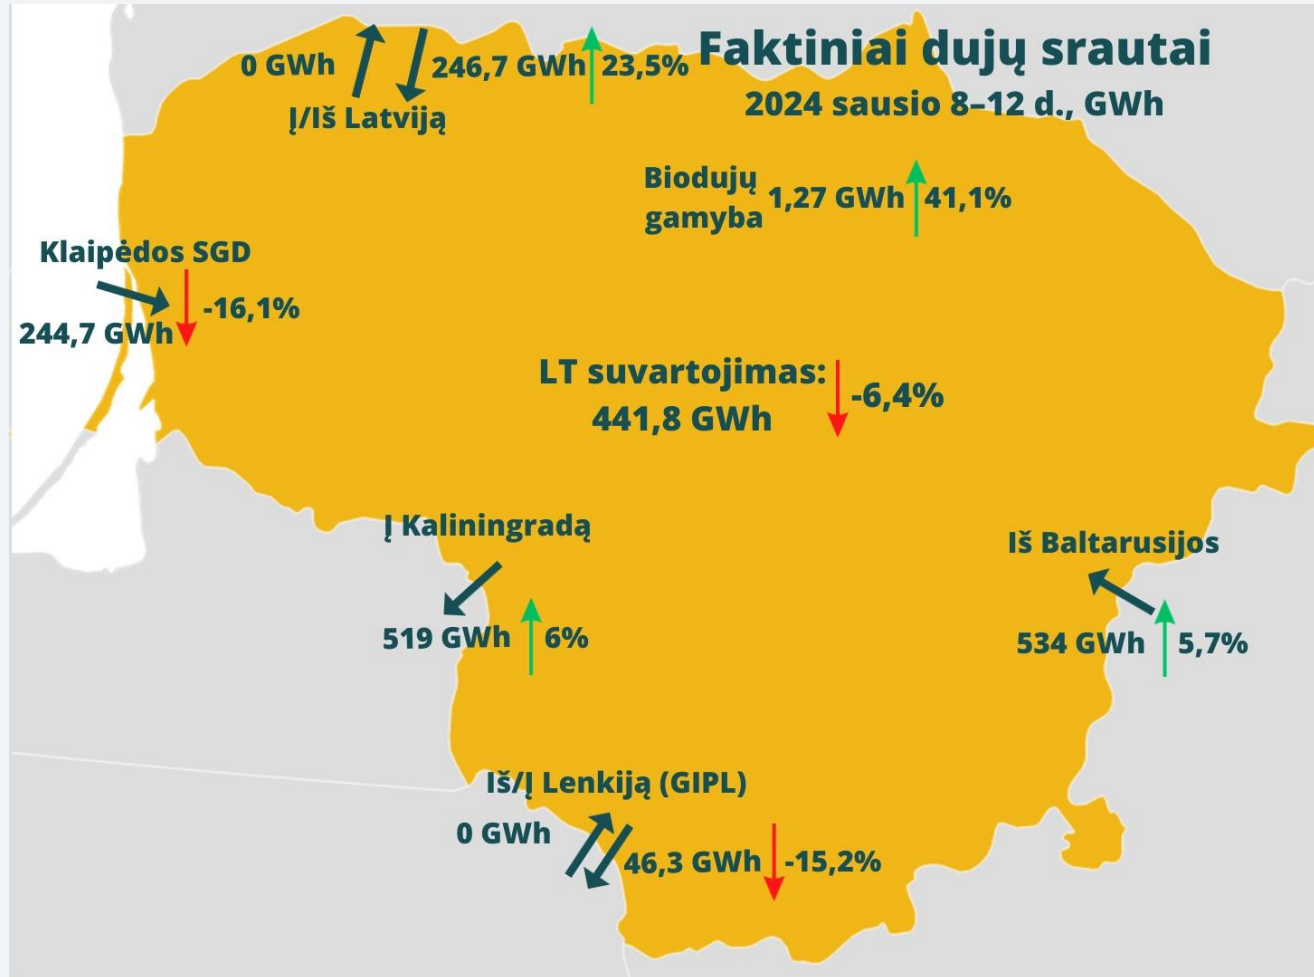 Faktiniai dujų srautai
2024 sausio 8–12 d., GWh
0 GWh
246,7 GWh 23,5%
Į/Iš Latviją
Biodujų
gamyba
1,27 GWh 41,1%
Klaipėdos SGD
-16,1%
244,7 GWh
LT suvartojimas:
441,8 GWh
-6,4%
Į Kaliningradą
519 GWh 6%
Iš Baltarusijos
534 GWh 5,7%
Iš/Į Lenkiją (GIPL)
0 GWh
46,3 GWh -15,2%